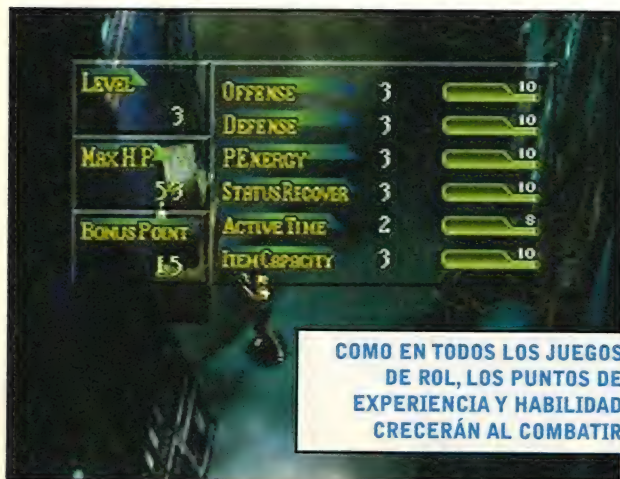 LEVEL
3
MAX H.P.
53
BONUS POINT
15
OFFENSE 3 10
DEFENSE 3 10
PENERGY 3 10
STATUS RECOVER 3 10
ACTIVE TIME 2 8
ITEM CAPACITY 3 10
COMO EN TODOS LOS JUEGOS
DE ROL, LOS PUNTOS DE
EXPERIENCIA Y HABILIDAD
CRECERÁN AL COMBATIR